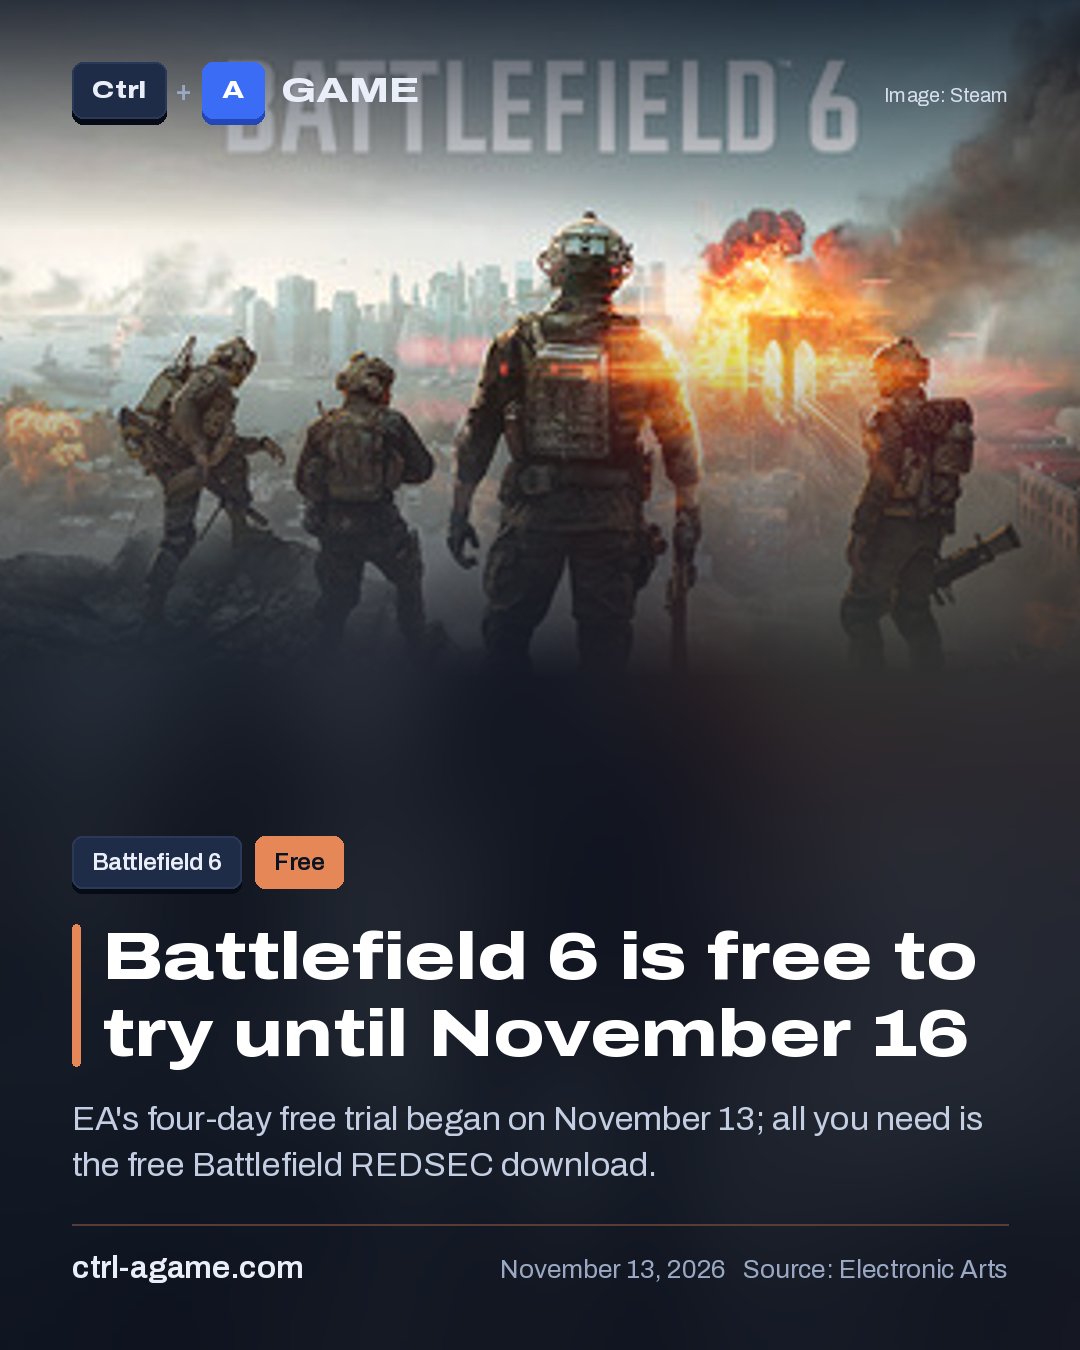 Ctrl + A GAME
BATTLEFIELD 6
Image: Steam
Battlefield 6
Free
Battlefield 6 is free to
try until November 16
EA's four-day free trial began on November 13; all you need is
the free Battlefield REDSEC download.
ctrl-agame.com
November 13, 2026 Source: Electronic Arts